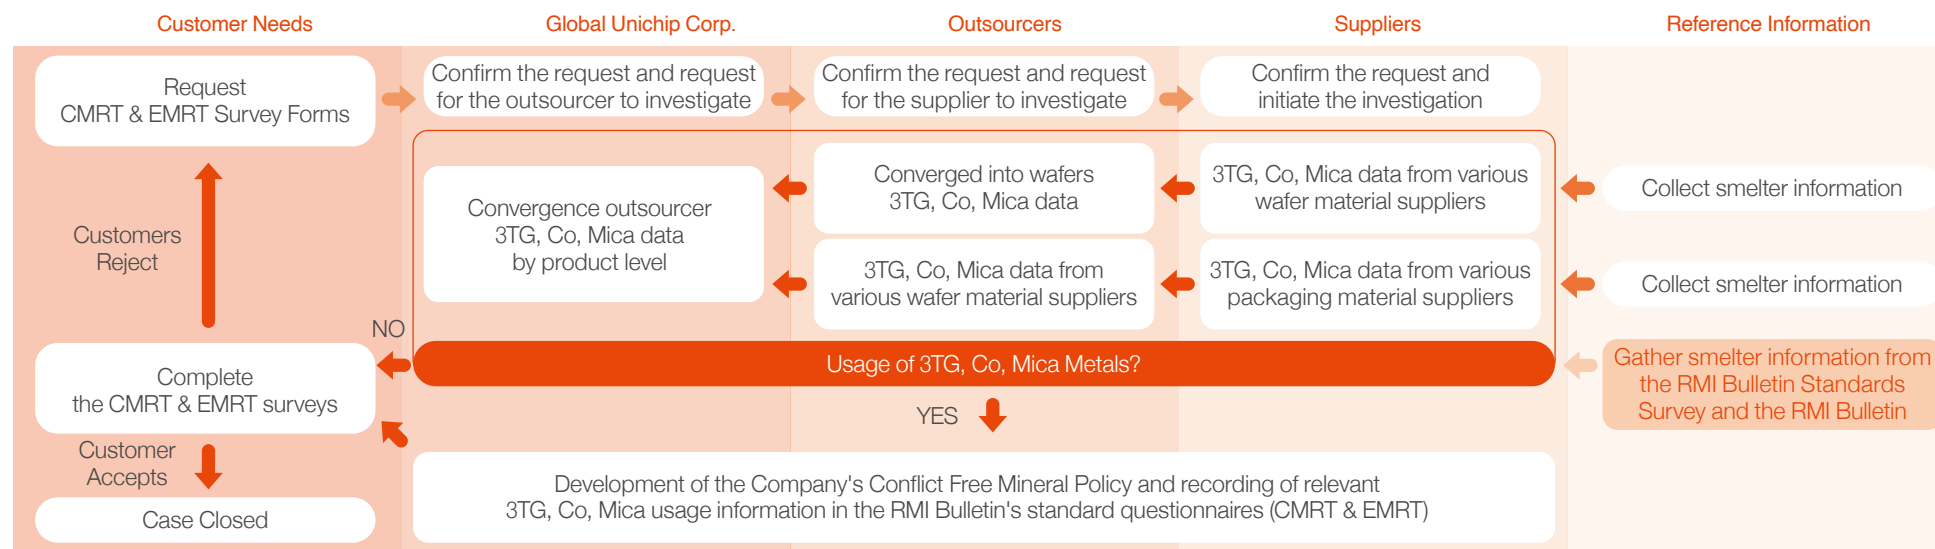 Customer Needs
Global Unichip Corp.
Outsourcers
Suppliers
Reference Information
Request
CMRT & EMRT Survey Forms
Confirm the request and request
for the outsourcer to investigate
Confirm the request and request
for the supplier to investigate
Confirm the request and
initiate the investigation
Convergence outsourcer
3TG, Co, Mica data
by product level
Converged into wafers
3TG, Co, Mica data
3TG, Co, Mica data from various
wafer material suppliers
Collect smelter information
3TG, Co, Mica data from
various wafer material suppliers
3TG, Co, Mica data from various
packaging material suppliers
Collect smelter information
Customers
Reject
NO
Usage of 3TG, Co, Mica Metals?
Gather smelter information from
the RMI Bulletin Standards
Survey and the RMI Bulletin
Complete
the CMRT & EMRT surveys
YES
Customer
Accepts
Development of the Company's Conflict Free Mineral Policy and recording of relevant
3TG, Co, Mica usage information in the RMI Bulletin's standard questionnaires (CMRT & EMRT)
Case Closed